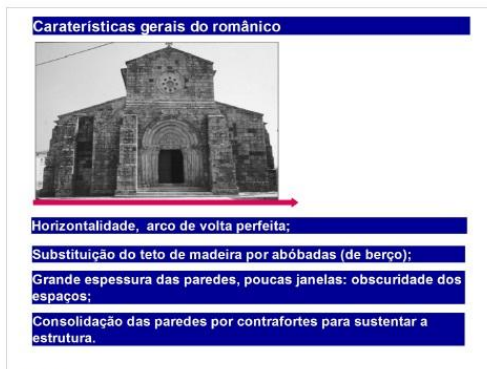 Caraterísticas gerais do românico
Horizontalidade, arco de volta perfeita;
Substituição do teto de madeira por abóbadas (de berço);
Grande espessura das paredes, poucas janelas: obscuridade dos
espaços;
Consolidação das paredes por contrafortes para sustentar a
estrutura.